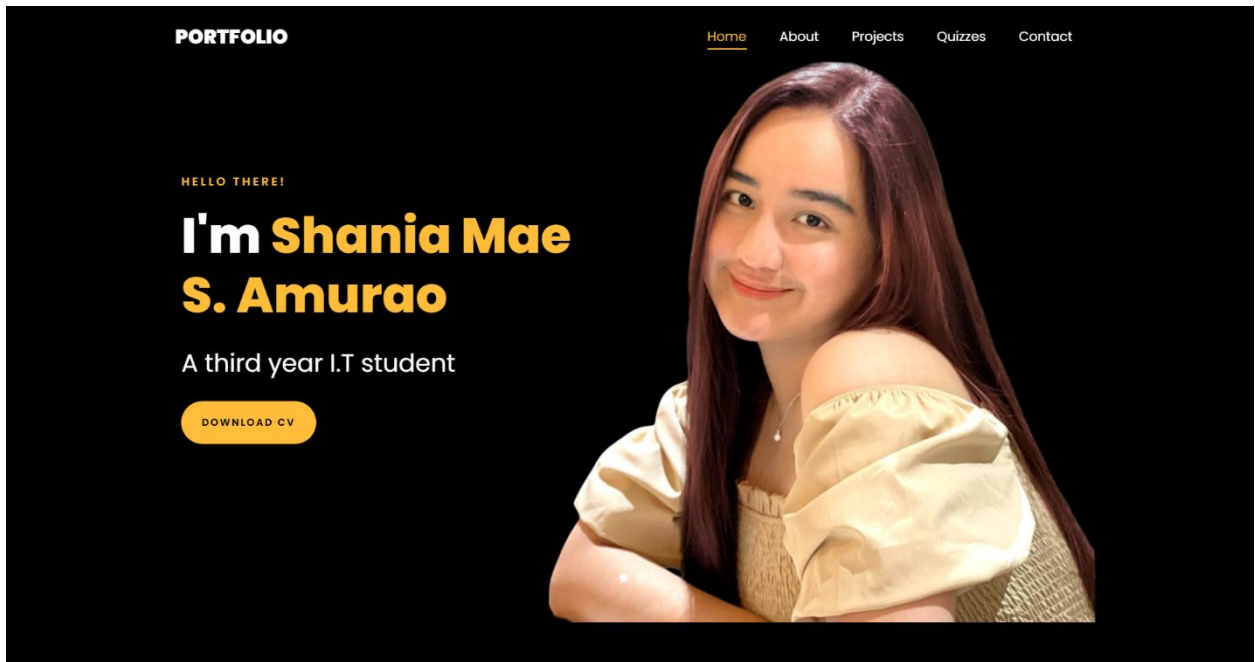 PORTFOLIO
Home About Projects Quizzes Contact
HELLO THERE!
I'm Shania Mae
S. Amurao
A third year I.T student
DOWNLOAD CV